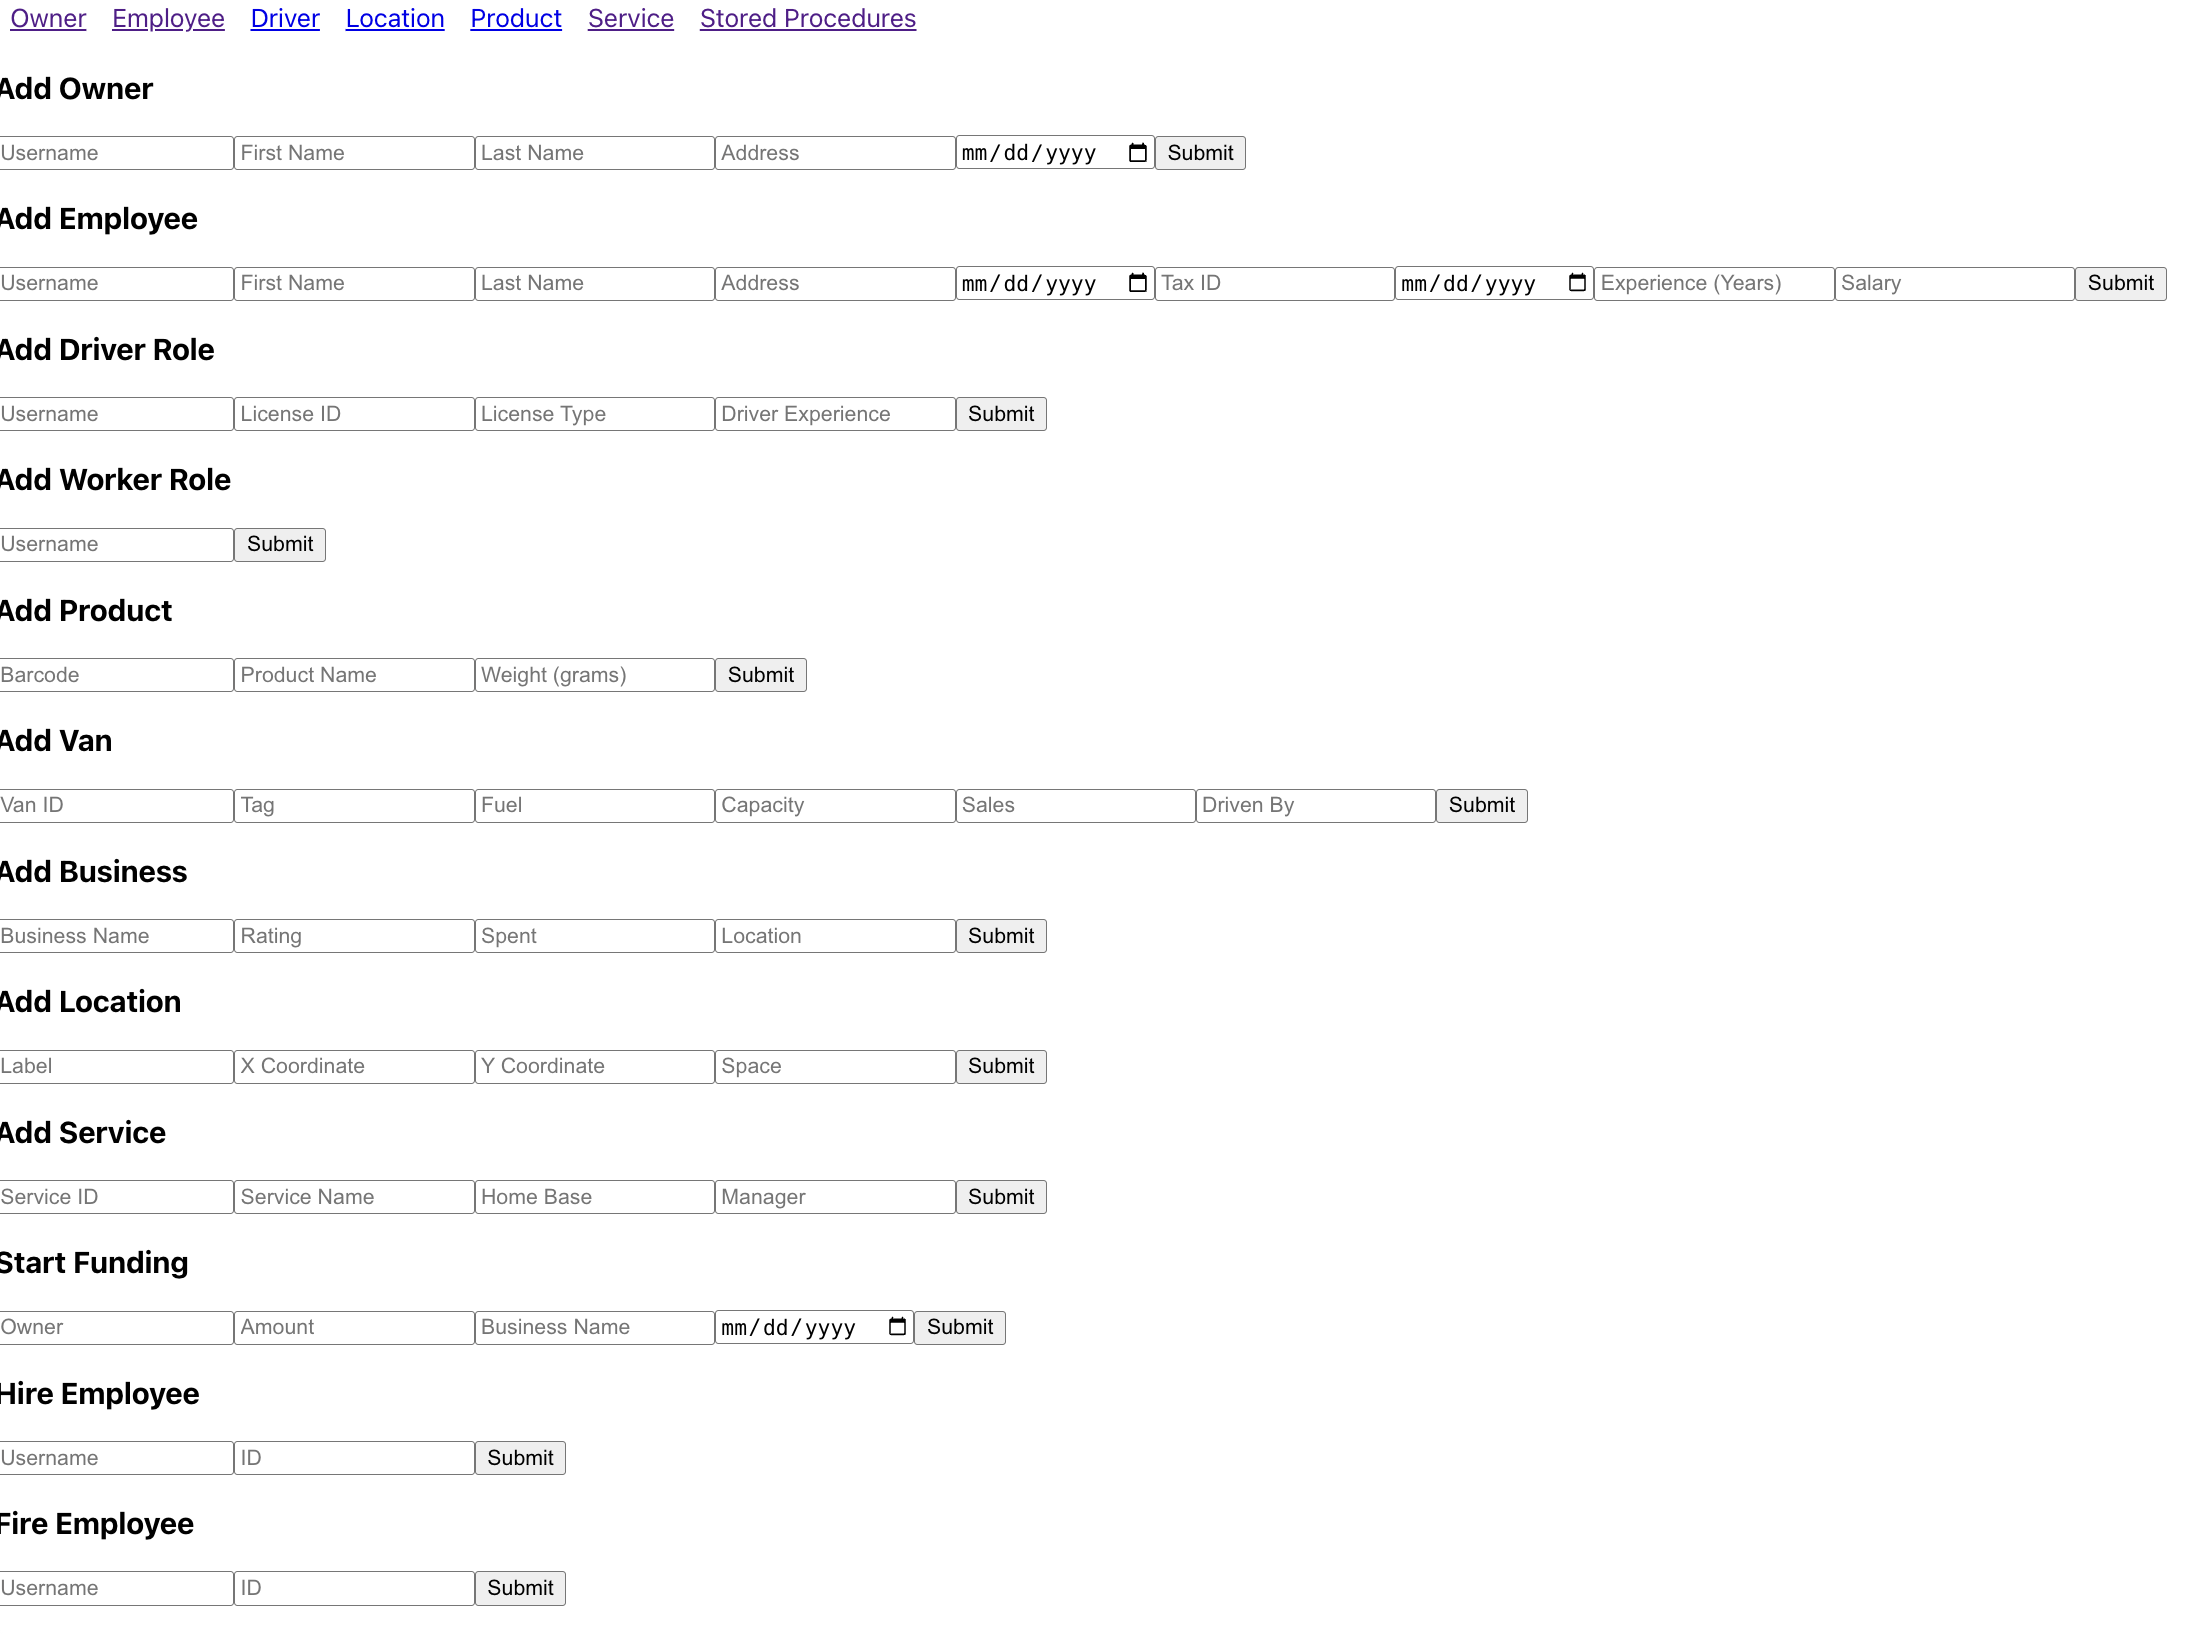 Owner Employee Driver Location Product Service Stored Procedures
Add Owner
Username First Name Last Name Address mm/dd/yyyy Submit
Add Employee
Username First Name Last Name Address mm/dd/yyyy Tax ID mm/dd/yyyy Experience (Years) Salary Submit
Add Driver Role
Username License ID License Type Driver Experience Submit
Add Worker Role
Username Submit
Add Product
Barcode Product Name Weight (grams) Submit
Add Van
Van ID Tag Fuel Capacity Sales Driven By Submit
Add Business
Business Name Rating Spent Location Submit
Add Location
Label X Coordinate Y Coordinate Space Submit
Add Service
Service ID Service Name Home Base Manager Submit
Start Funding
Owner Amount Business Name mm/dd/yyyy Submit
Hire Employee
Username ID Submit
Fire Employee
Username ID Submit